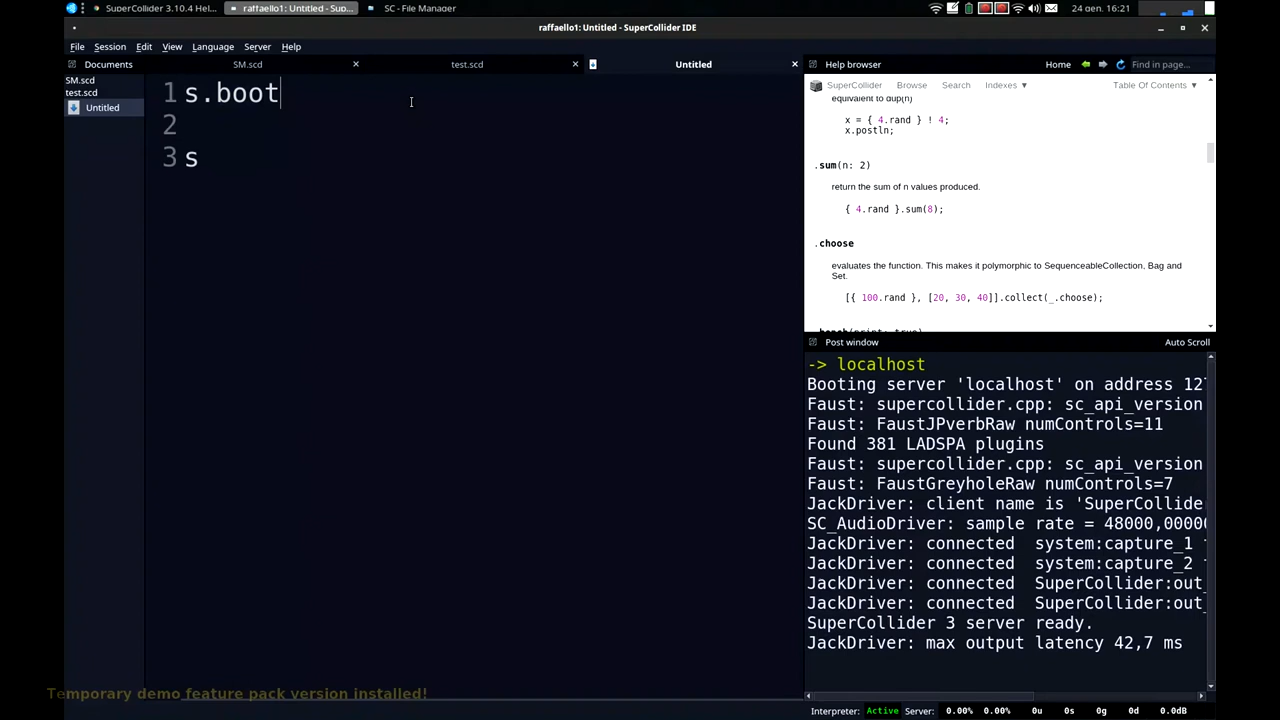 SuperCollider 3.10.4 Hel...
raffaello1: Untitled - Sup...
SC - File Manager
24 gen. 16:21
raffaello1: Untitled - SuperCollider IDE
File Session Edit View Language Server Help
Documents
SM.scd
test.scd
Untitled
SM.scd
test.scd
Untitled
1 s.boot
2
3 s
Help browser
Home
Find in page...
SuperCollider Browse Indexes ▼ Table Of Contents ▼
equivalent to dup(n)
x = { 4.rand } ! 4;
x.postln;
.sum(n: 2)
return the sum of n values produced.
{ 4.rand }.sum(8);
.choose
evaluates the function. This makes it polymorphic to SequenceableCollection, Bag and
Set.
[{ 100.rand }, [20, 30, 40]].collect(_.choose);
Post window
Auto Scroll
-> localhost
Booting server 'localhost' on address 127
Faust: supercollider.cpp: sc_api_version
Faust: FaustJPverbRaw numControls=11
Found 381 LADSPA plugins
Faust: supercollider.cpp: sc_api_version
Faust: FaustGreyholeRaw numControls=7
JackDriver: client name is 'SuperCollider
SC_AudioDriver: sample rate = 48000,00000
JackDriver: connected  system:capture_1
JackDriver: connected  system:capture_2
JackDriver: connected  SuperCollider:out_
JackDriver: connected  SuperCollider:out_
SuperCollider 3 server ready.
JackDriver: max output latency 42,7 ms
Temporary demo feature pack version installed!
Interpreter: Active Server: 0.00% 0.00% 0u 0s 0g 0d 0.0dB